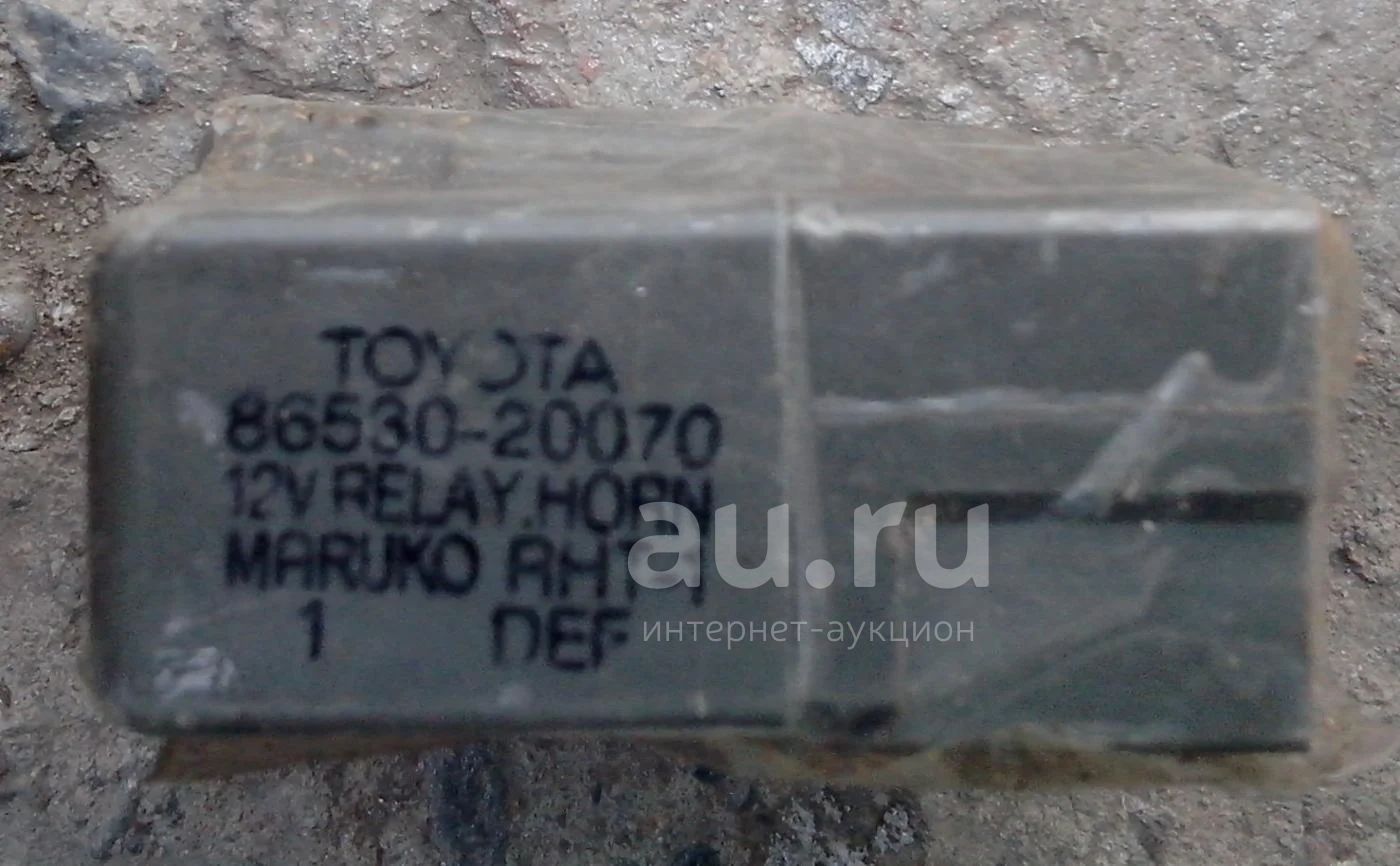 TOYOTA
86530-20070
12V RELAY.HORN
MARUKO
1 DEF
au.ru
интернет-аукцион